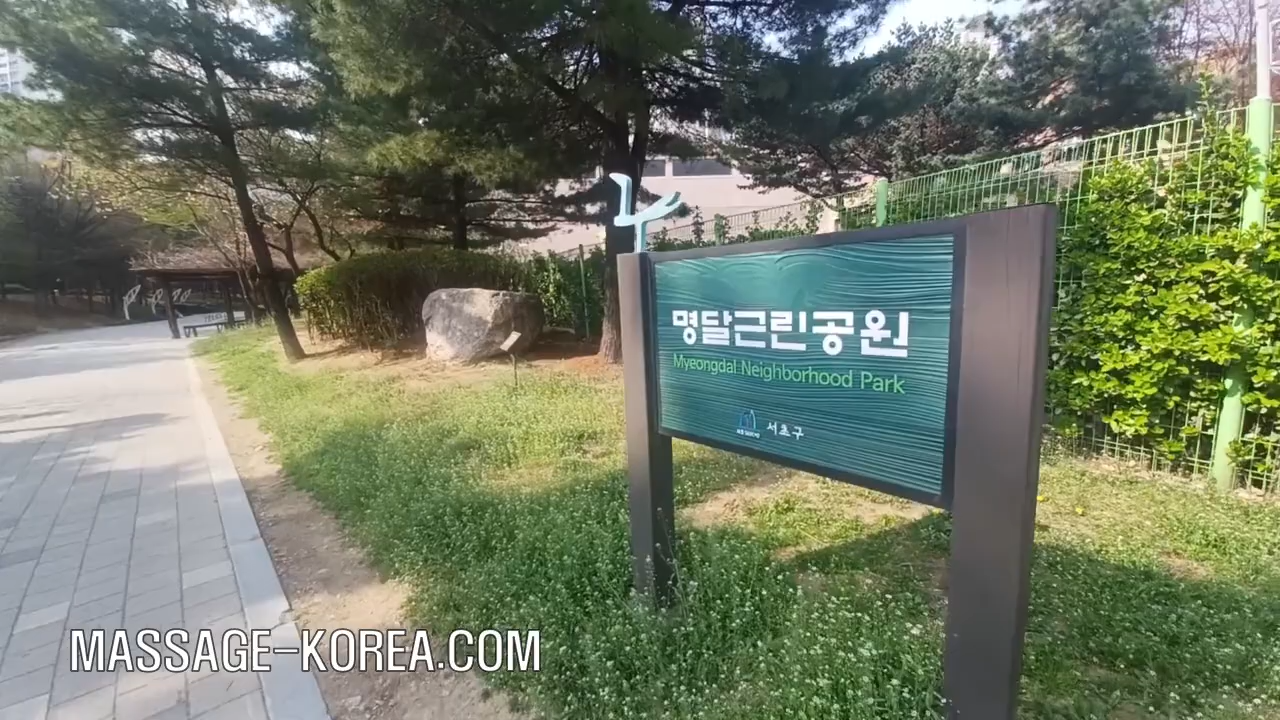 명달근린공원
Myeongdal Neighborhood Park
서초구
MASSAGE-KOREA.COM